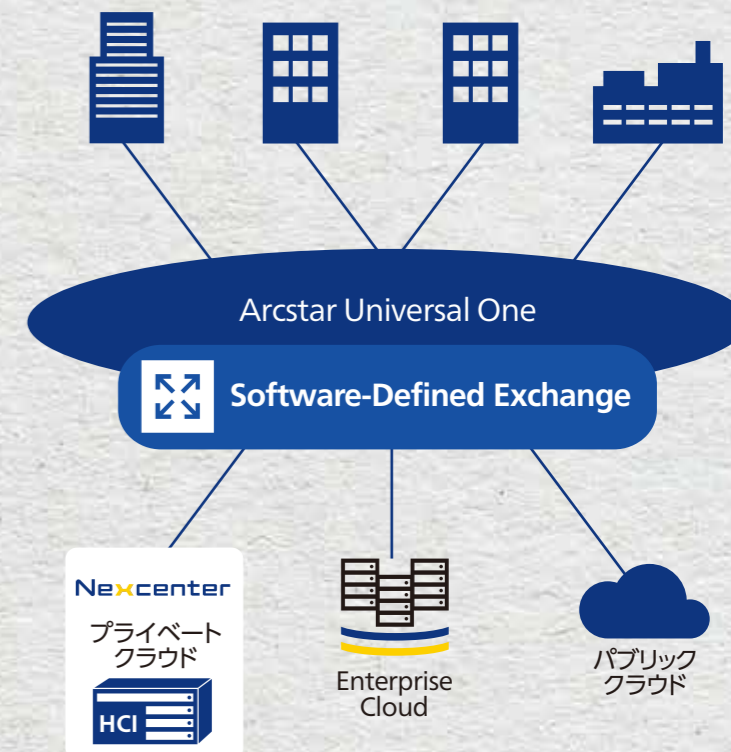 Arcstar Universal One
Software-Defined Exchange
Nexcenter
プライベート
クラウド
HCI
Enterprise
Cloud
パブリック
クラウド